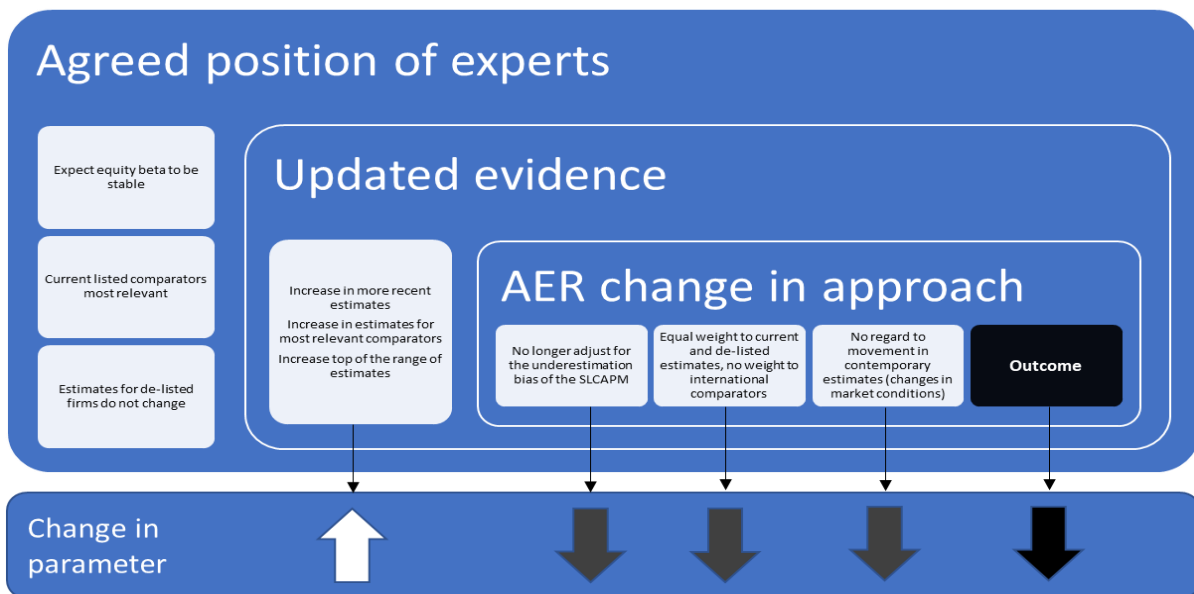 Agreed position of experts
Expect equity beta to be
stable
Current listed comparators
most relevant
Estimates for de-listed
firms do not change
Updated evidence
Increase in more recent
estimates
Increase in estimates for
most relevant comparators
Increase top of the range of
estimates
AER change in approach
No longer adjust for
the underestimation
bias of the SLCAPM
Equal weight to current
and de-listed
estimates, no weight to
international
comparators
No regard to
movement in
contemporary
estimates (changes in
market conditions)
Outcome
Change in
parameter